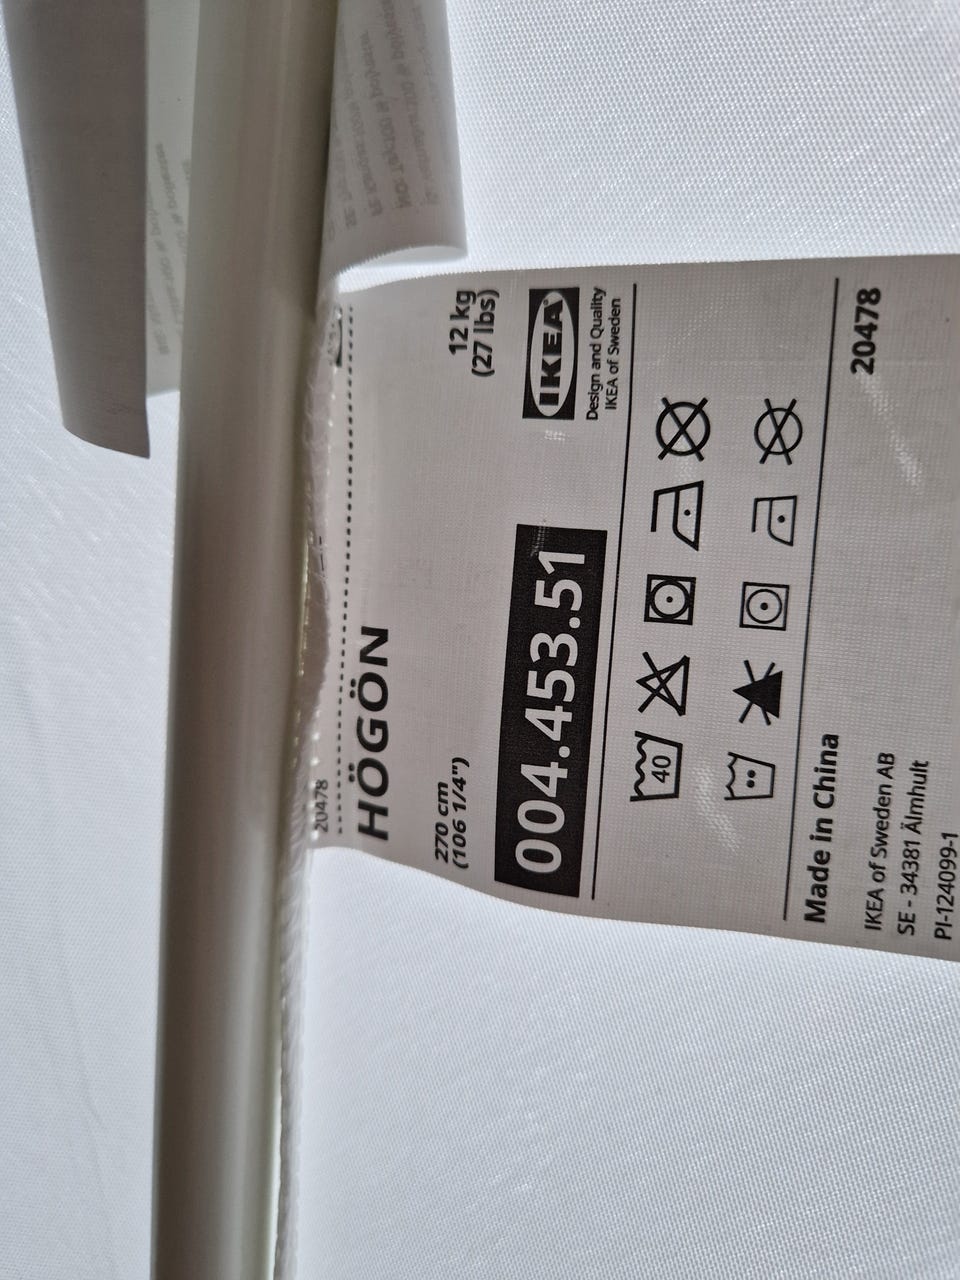 20478
HÖGÖN
270 cm
(106 1/4")
12 kg
(27 lbs)
004.453.51
IKEA
Design and Quality
IKEA of Sweden
40
Made in China
20478
IKEA of Sweden AB
SE - 34381 Älmhult
PI-124099-1